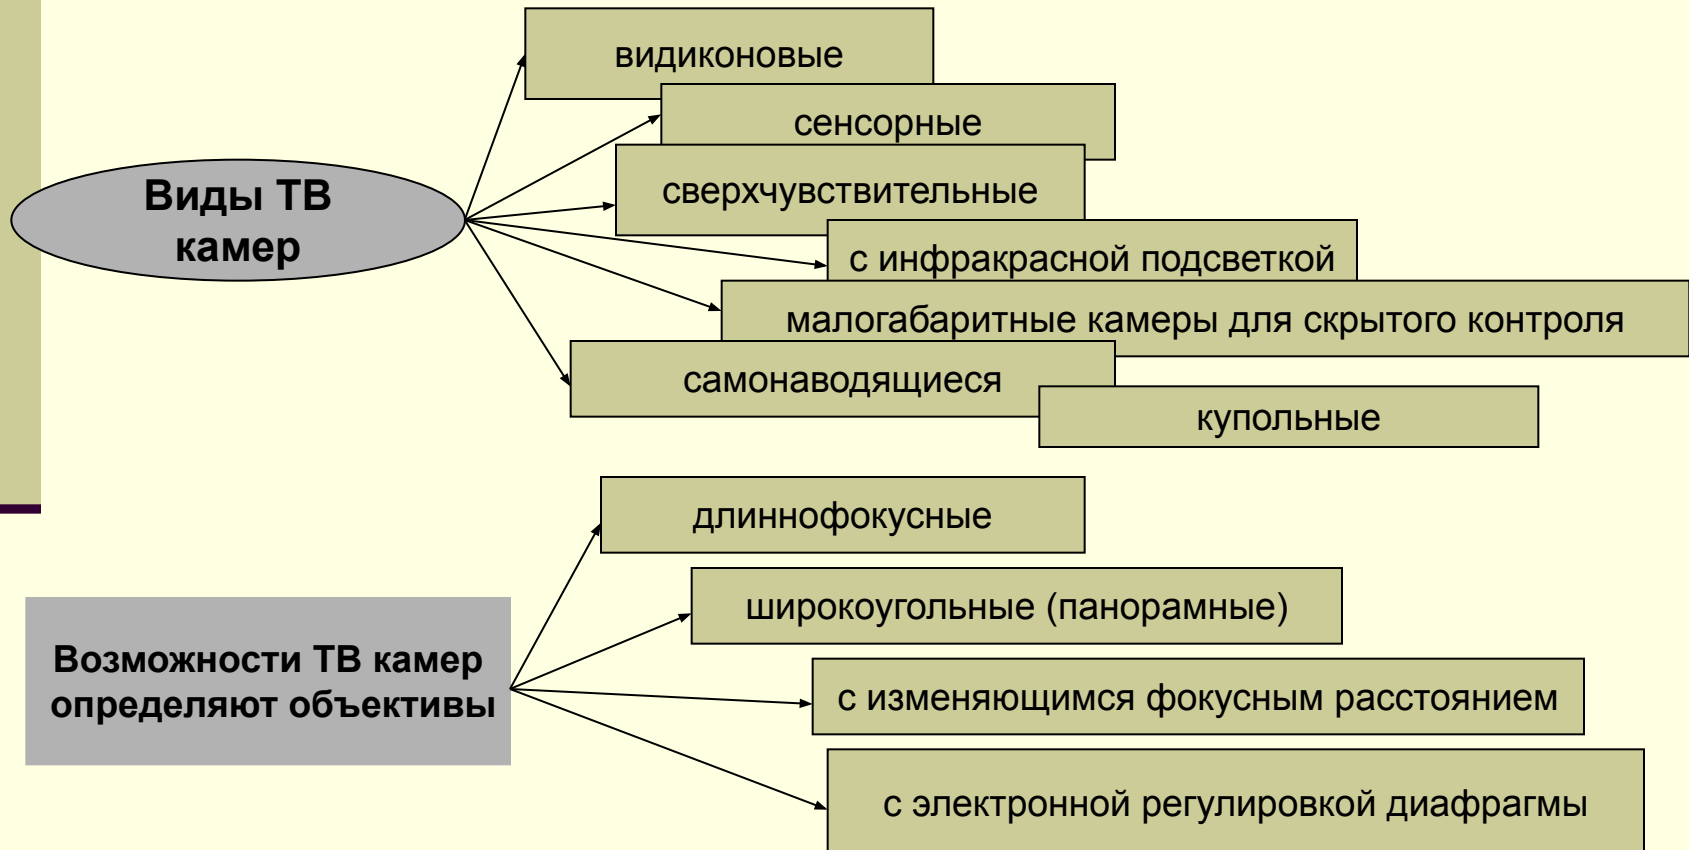 видиконовые
сенсорные
сверхчувствительные
Виды ТВ
камер
с инфракрасной подсветкой
малогабаритные камеры для скрытого контроля
самонаводящиеся
купольные
длиннофокусные
широкоугольные (панорамные)
Возможности ТВ камер
определяют объективы
с изменяющимся фокусным расстоянием
с электронной регулировкой диафрагмы